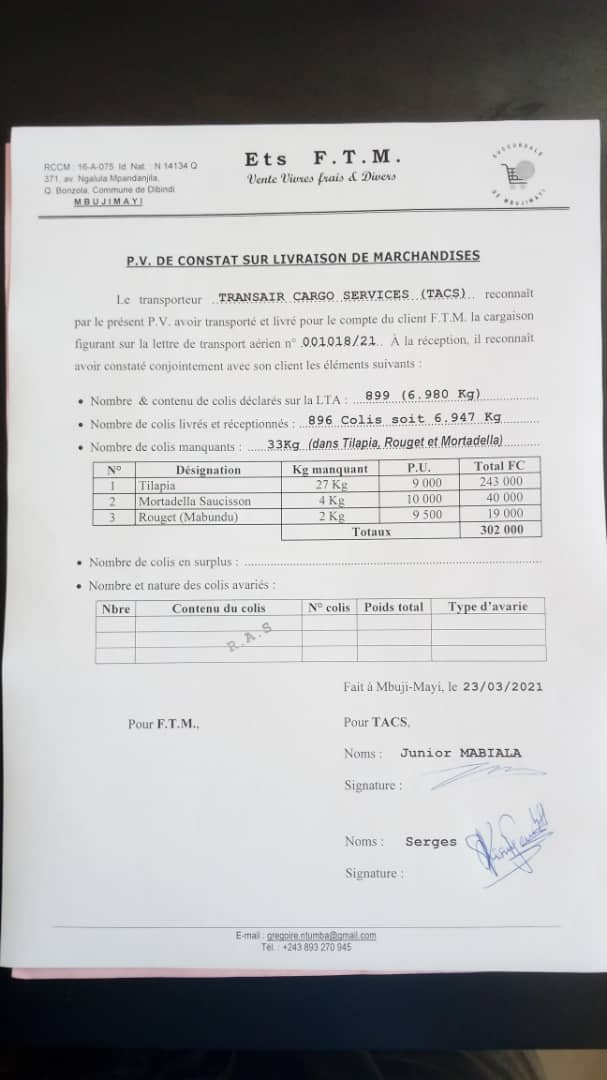 Ets F.T.M.
Vente Vivres frais & Divers
RCCM : 16-A-075 Id. Nat. : N 14134 Q
371, av. Ngalula Mpandanjila,
Q. Bonzola, Commune de Dibindi
MBUJIMAYI
SUCCURSALE
DE MBUJIMAYI
P.V. DE CONSTAT SUR LIVRAISON DE MARCHANDISES
Le transporteur ..TRANSAIR CARGO SERVICES (TACS).. reconnaît
par le présent P.V. avoir transporté et livré pour le compte du client F.T.M. la cargaison
figurant sur la lettre de transport aérien n° .001018/21.. À la réception, il reconnaît
avoir constaté conjointement avec son client les éléments suivants :
• Nombre & contenu de colis déclarés sur la LTA : ...899 (6.980 Kg)...............
• Nombre de colis livrés et réceptionnés : ...896 Colis soit 6.947 Kg.........
• Nombre de colis manquants : .....33Kg (dans Tilapia, Rouget et Mortadella)..........
N° Désignation Kg manquant P.U. Total FC
1 Tilapia 27 Kg 9 000 243 000
2 Mortadella Saucisson 4 Kg 10 000 40 000
3 Rouget (Mabundu) 2 Kg 9 500 19 000
Totaux 302 000
• Nombre de colis en surplus : ...............................................................
• Nombre et nature des colis avariés :
Nbre Contenu du colis N° colis Poids total Type d'avarie
R.A.S
Fait à Mbuji-Mayi, le 23/03/2021
Pour F.T.M., Pour TACS,
Noms : Junior MABIALA
Signature :
Noms : Serges
Signature :
E-mail : gregoire.ntumba@gmail.com
Tél. : +243 893 270 945